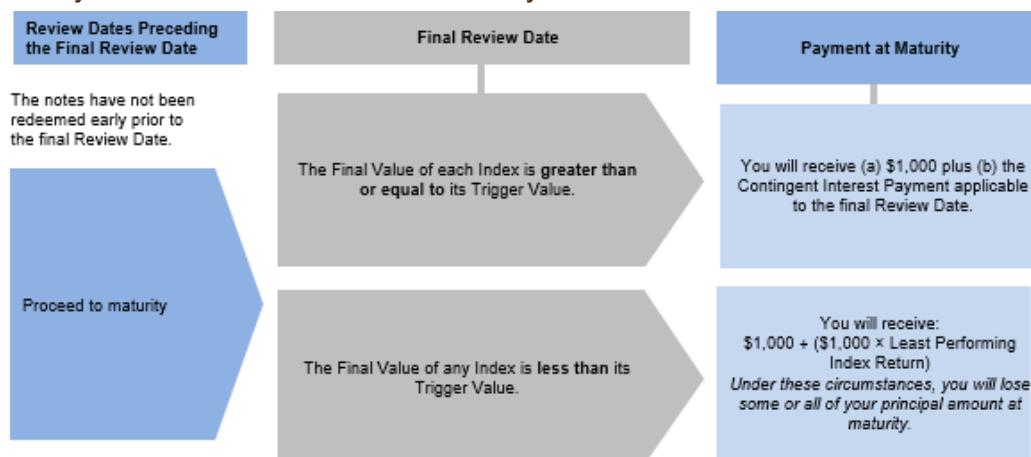 Review Dates Preceding
the Final Review Date
Final Review Date
Payment at Maturity
The notes have not been
redeemed early prior to
the final Review Date.
Proceed to maturity
The Final Value of each Index is greater than
or equal to its Trigger Value.
You will receive (a) $1,000 plus (b) the
Contingent Interest Payment applicable
to the final Review Date.
The Final Value of any Index is less than its
Trigger Value.
You will receive:
$1,000 + ($1,000 × Least Performing
Index Return)
Under these circumstances, you will lose
some or all of your principal amount at
maturity.